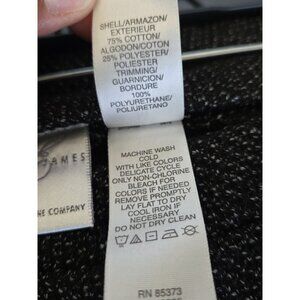 SHELL/ARMAZON/
EXTERIEUR
75% COTTON/
ALGODON/COTON
25% POLYESTER/
POLIESTER
TRIMMING/
GUARNICION/
BORDURE
100%
POLYURETHANE/
POLIURETANO/
JAMES
COMPANY
MACHINE WASH
COLD
WITH LIKE COLORS
DELICATE CYCLE
ONLY NON-CHLORINE
BLEACH FOR
COLORS IF NEEDED
REMOVE PROMPTLY
LAY FLAT TO DRY
COOL IRON IF
NECESSARY
DO NOT DRY CLEAN
RN 85373